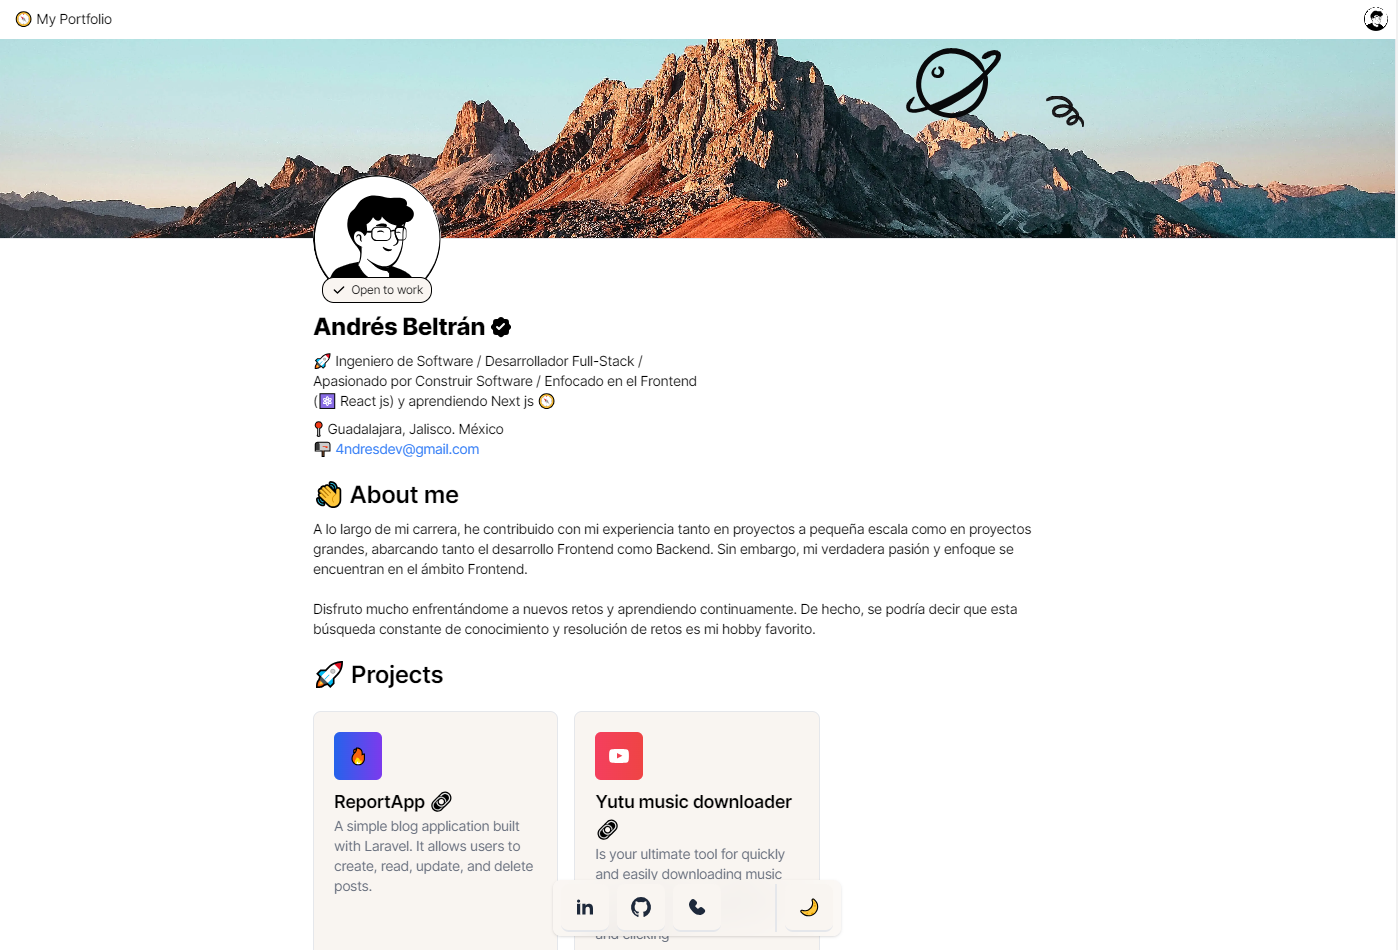 My Portfolio
Open to work
Andrés Beltrán
Ingeniero de Software / Desarrollador Full-Stack /
Apasionado por Construir Software / Enfocado en el Frontend
( React js) y aprendiendo Next js
Guadalajara, Jalisco. México
4ndresdev@gmail.com
About me
A lo largo de mi carrera, he contribuido con mi experiencia tanto en proyectos a pequeña escala como en proyectos
grandes, abarcando tanto el desarrollo Frontend como Backend. Sin embargo, mi verdadera pasión y enfoque se
encuentran en el ámbito Frontend.
Disfruto mucho enfrentándome a nuevos retos y aprendiendo continuamente. De hecho, se podría decir que esta
búsqueda constante de conocimiento y resolución de retos es mi hobby favorito.
Projects
ReportApp
A simple blog application built
with Laravel. It allows users to
create, read, update, and delete
posts.
Yutu music downloader
Is your ultimate tool for quickly
and easily downloading music
in
and clicking